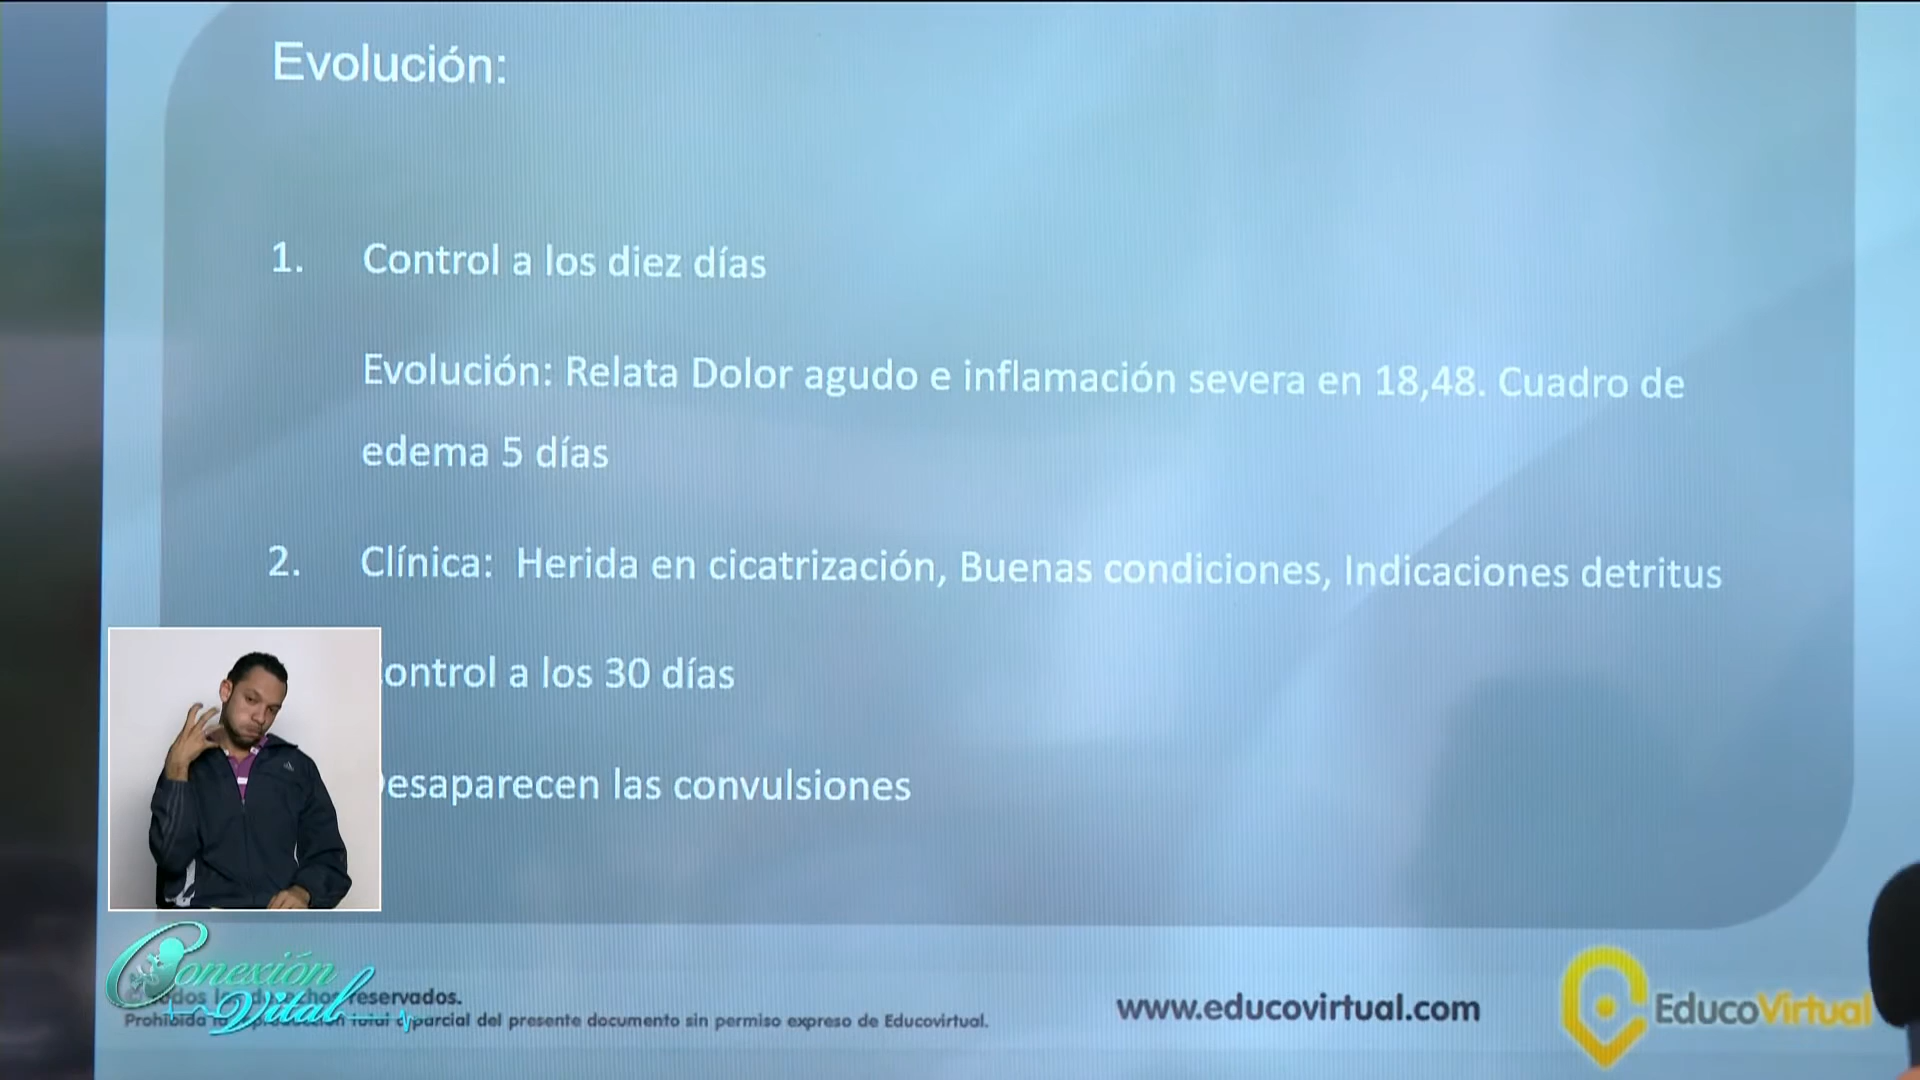 Evolución:
1. Control a los diez días
Evolución: Relata Dolor agudo e inflamación severa en 18,48. Cuadro de
edema 5 días
2. Clínica: Herida en cicatrización, Buenas condiciones, Indicaciones detritus
ontrol a los 30 días
esaparecen las convulsiones
Conexión
Vital
reservados.
parcial del presente documento sin permiso expreso de Educovirtual.
www.educovirtual.com
EducoVirtual